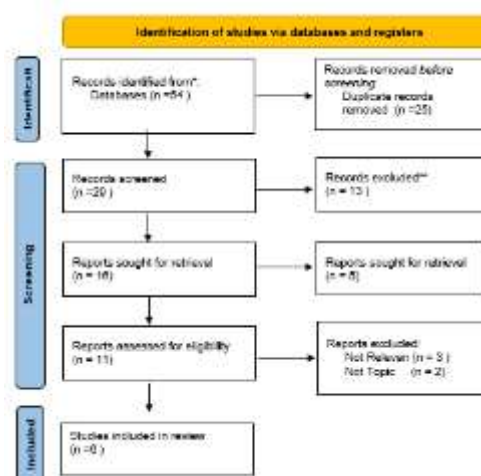 Identification of studies via databases and registers
Identificati
Records identified from*:
Databases (n =54)
Records removed before
screening:
Duplicate records
removed (n =25)
Screening
Records screened
(n =29 )
Records excluded**
(n = 13 )
Reports sought for retrieval
(n = 16)
Reports sought for retrieval
(n = 5)
Reports assessed for eligibility
(n = 11)
Reports excluded:
Not Relevan (n = 3 )
Not Topic (n = 2)
Included
Studies included in review
(n =6 )